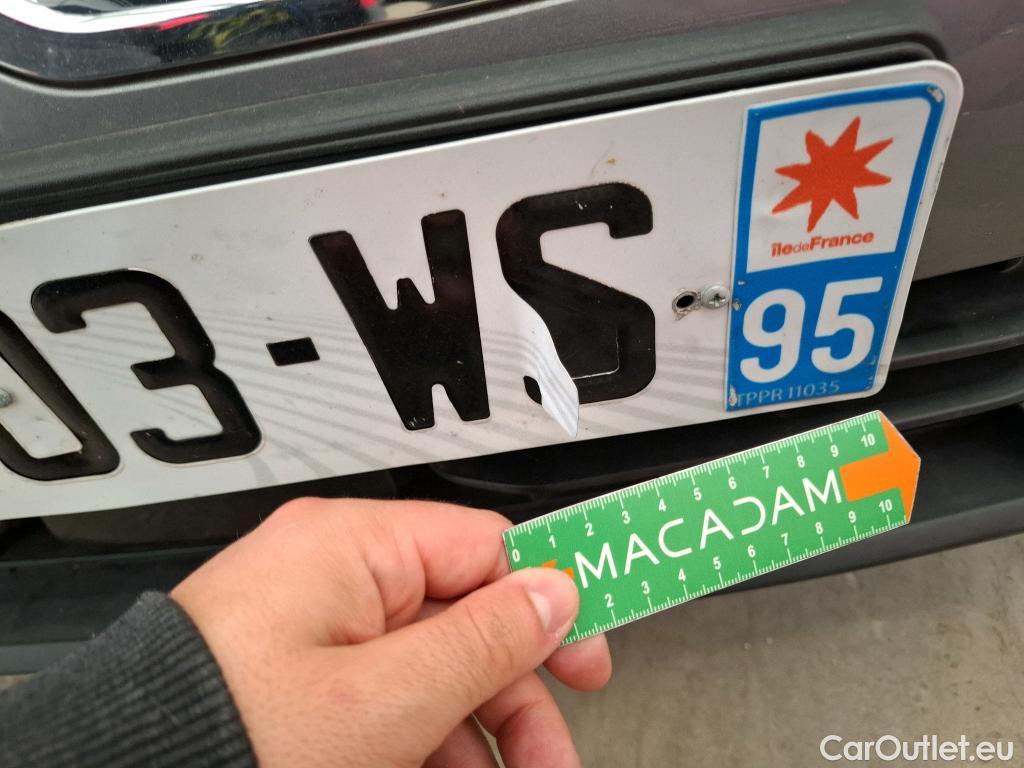 03-WS
îledeFrance
95
TPPR 11035
0 1 2 3 4 5 6 7 8 9 10
MACADAM
2 3 4 5 6 7 8 9 10
CarOutlet.eu